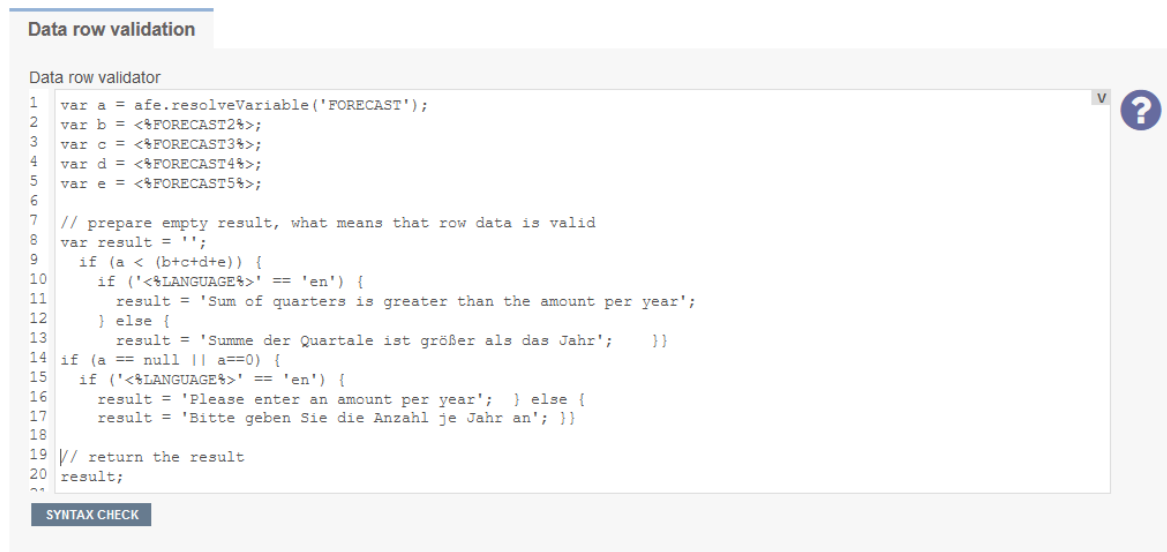 Data row validation
Data row validator
1 var a = afe.resolveVariable('FORECAST');
V
?
2 var b = <%FORECAST2%>;
3 var c = <%FORECAST3%>;
4 var d = <%FORECAST4%>;
5 var e = <%FORECAST5%>;
6
7 // prepare empty result, what means that row data is valid
8 var result = '';
9 if (a < (b+c+d+e)) {
10 if ('<%LANGUAGE%>' == 'en') {
11 result = 'Sum of quarters is greater than the amount per year';
12 } else {
13 result = 'Summe der Quartale ist größer als das Jahr'; }}
14 if (a == null || a==0) {
15 if ('<%LANGUAGE%>' == 'en') {
16 result = 'Please enter an amount per year'; } else {
17 result = 'Bitte geben Sie die Anzahl je Jahr an'; }}
18
19 // return the result
20 result;
SYNTAX CHECK